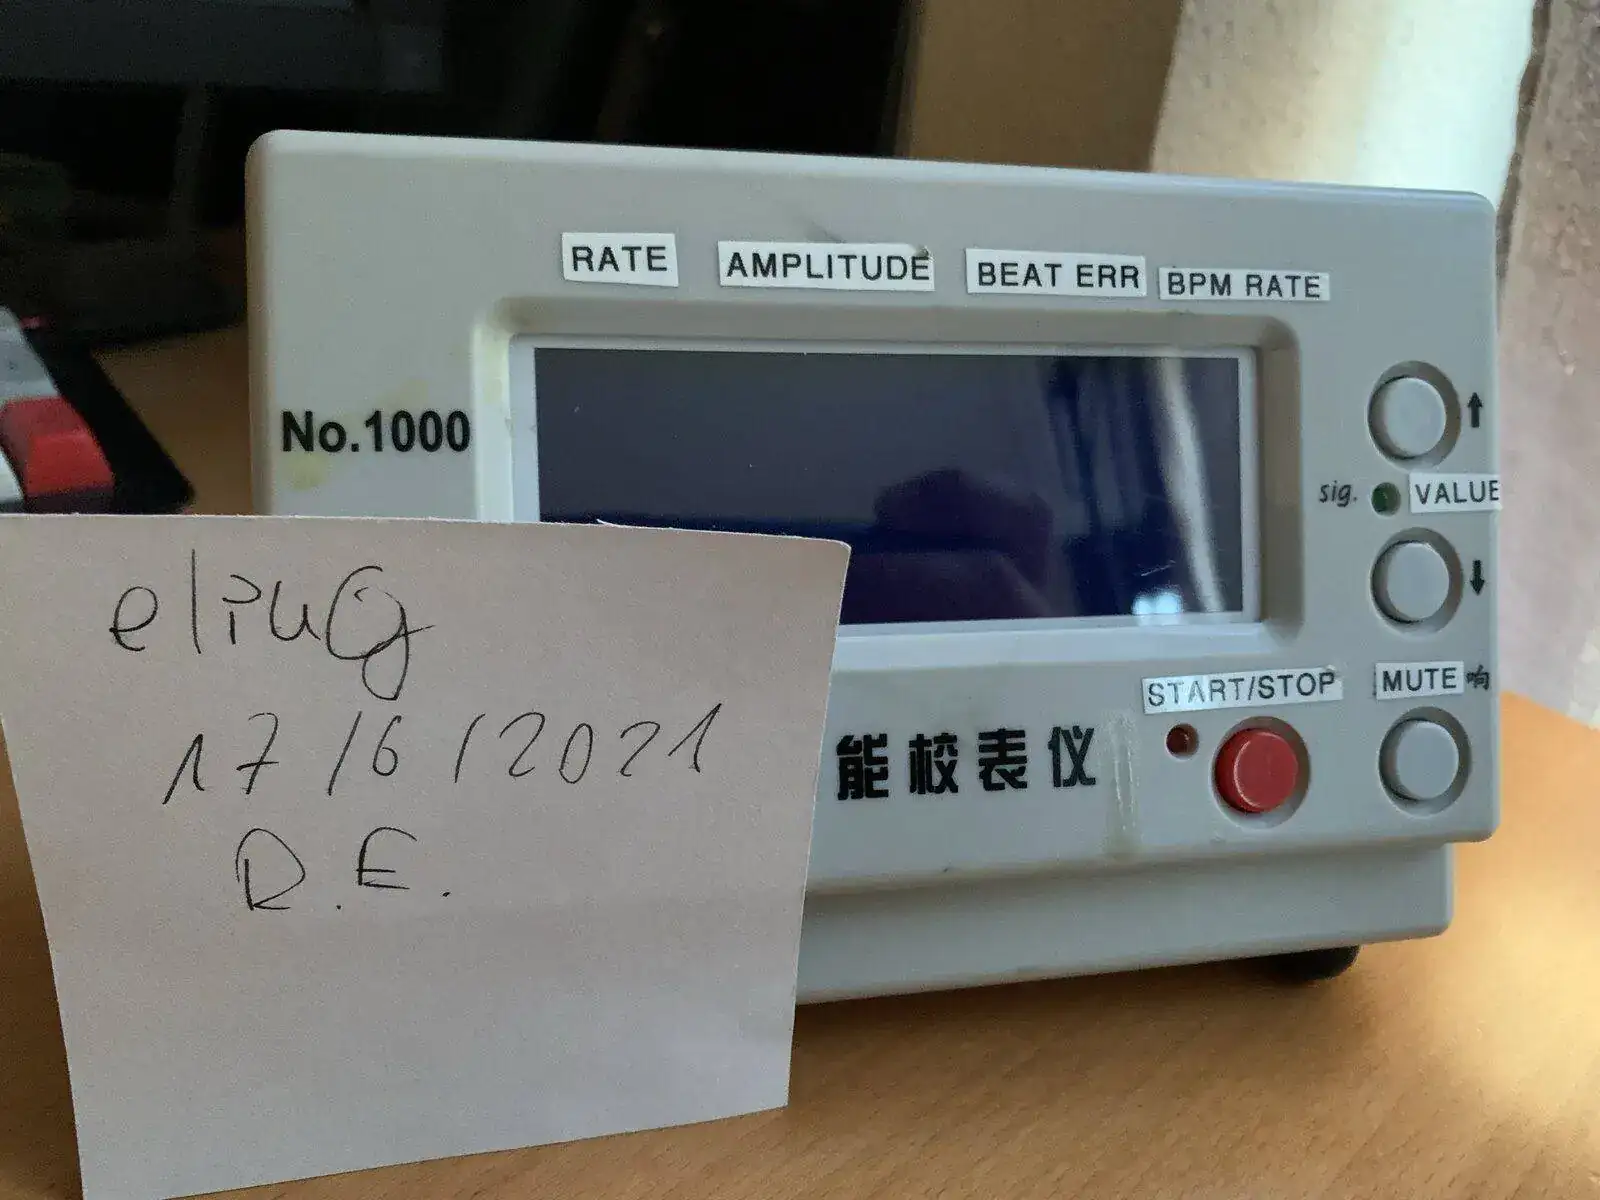 RATE AMPLITUDE BEAT ERR BPM RATE
No.1000
↑
sig. VALUE
↓
START/STOP MUTE 响
能校表仪
17/6/2021
R.E.